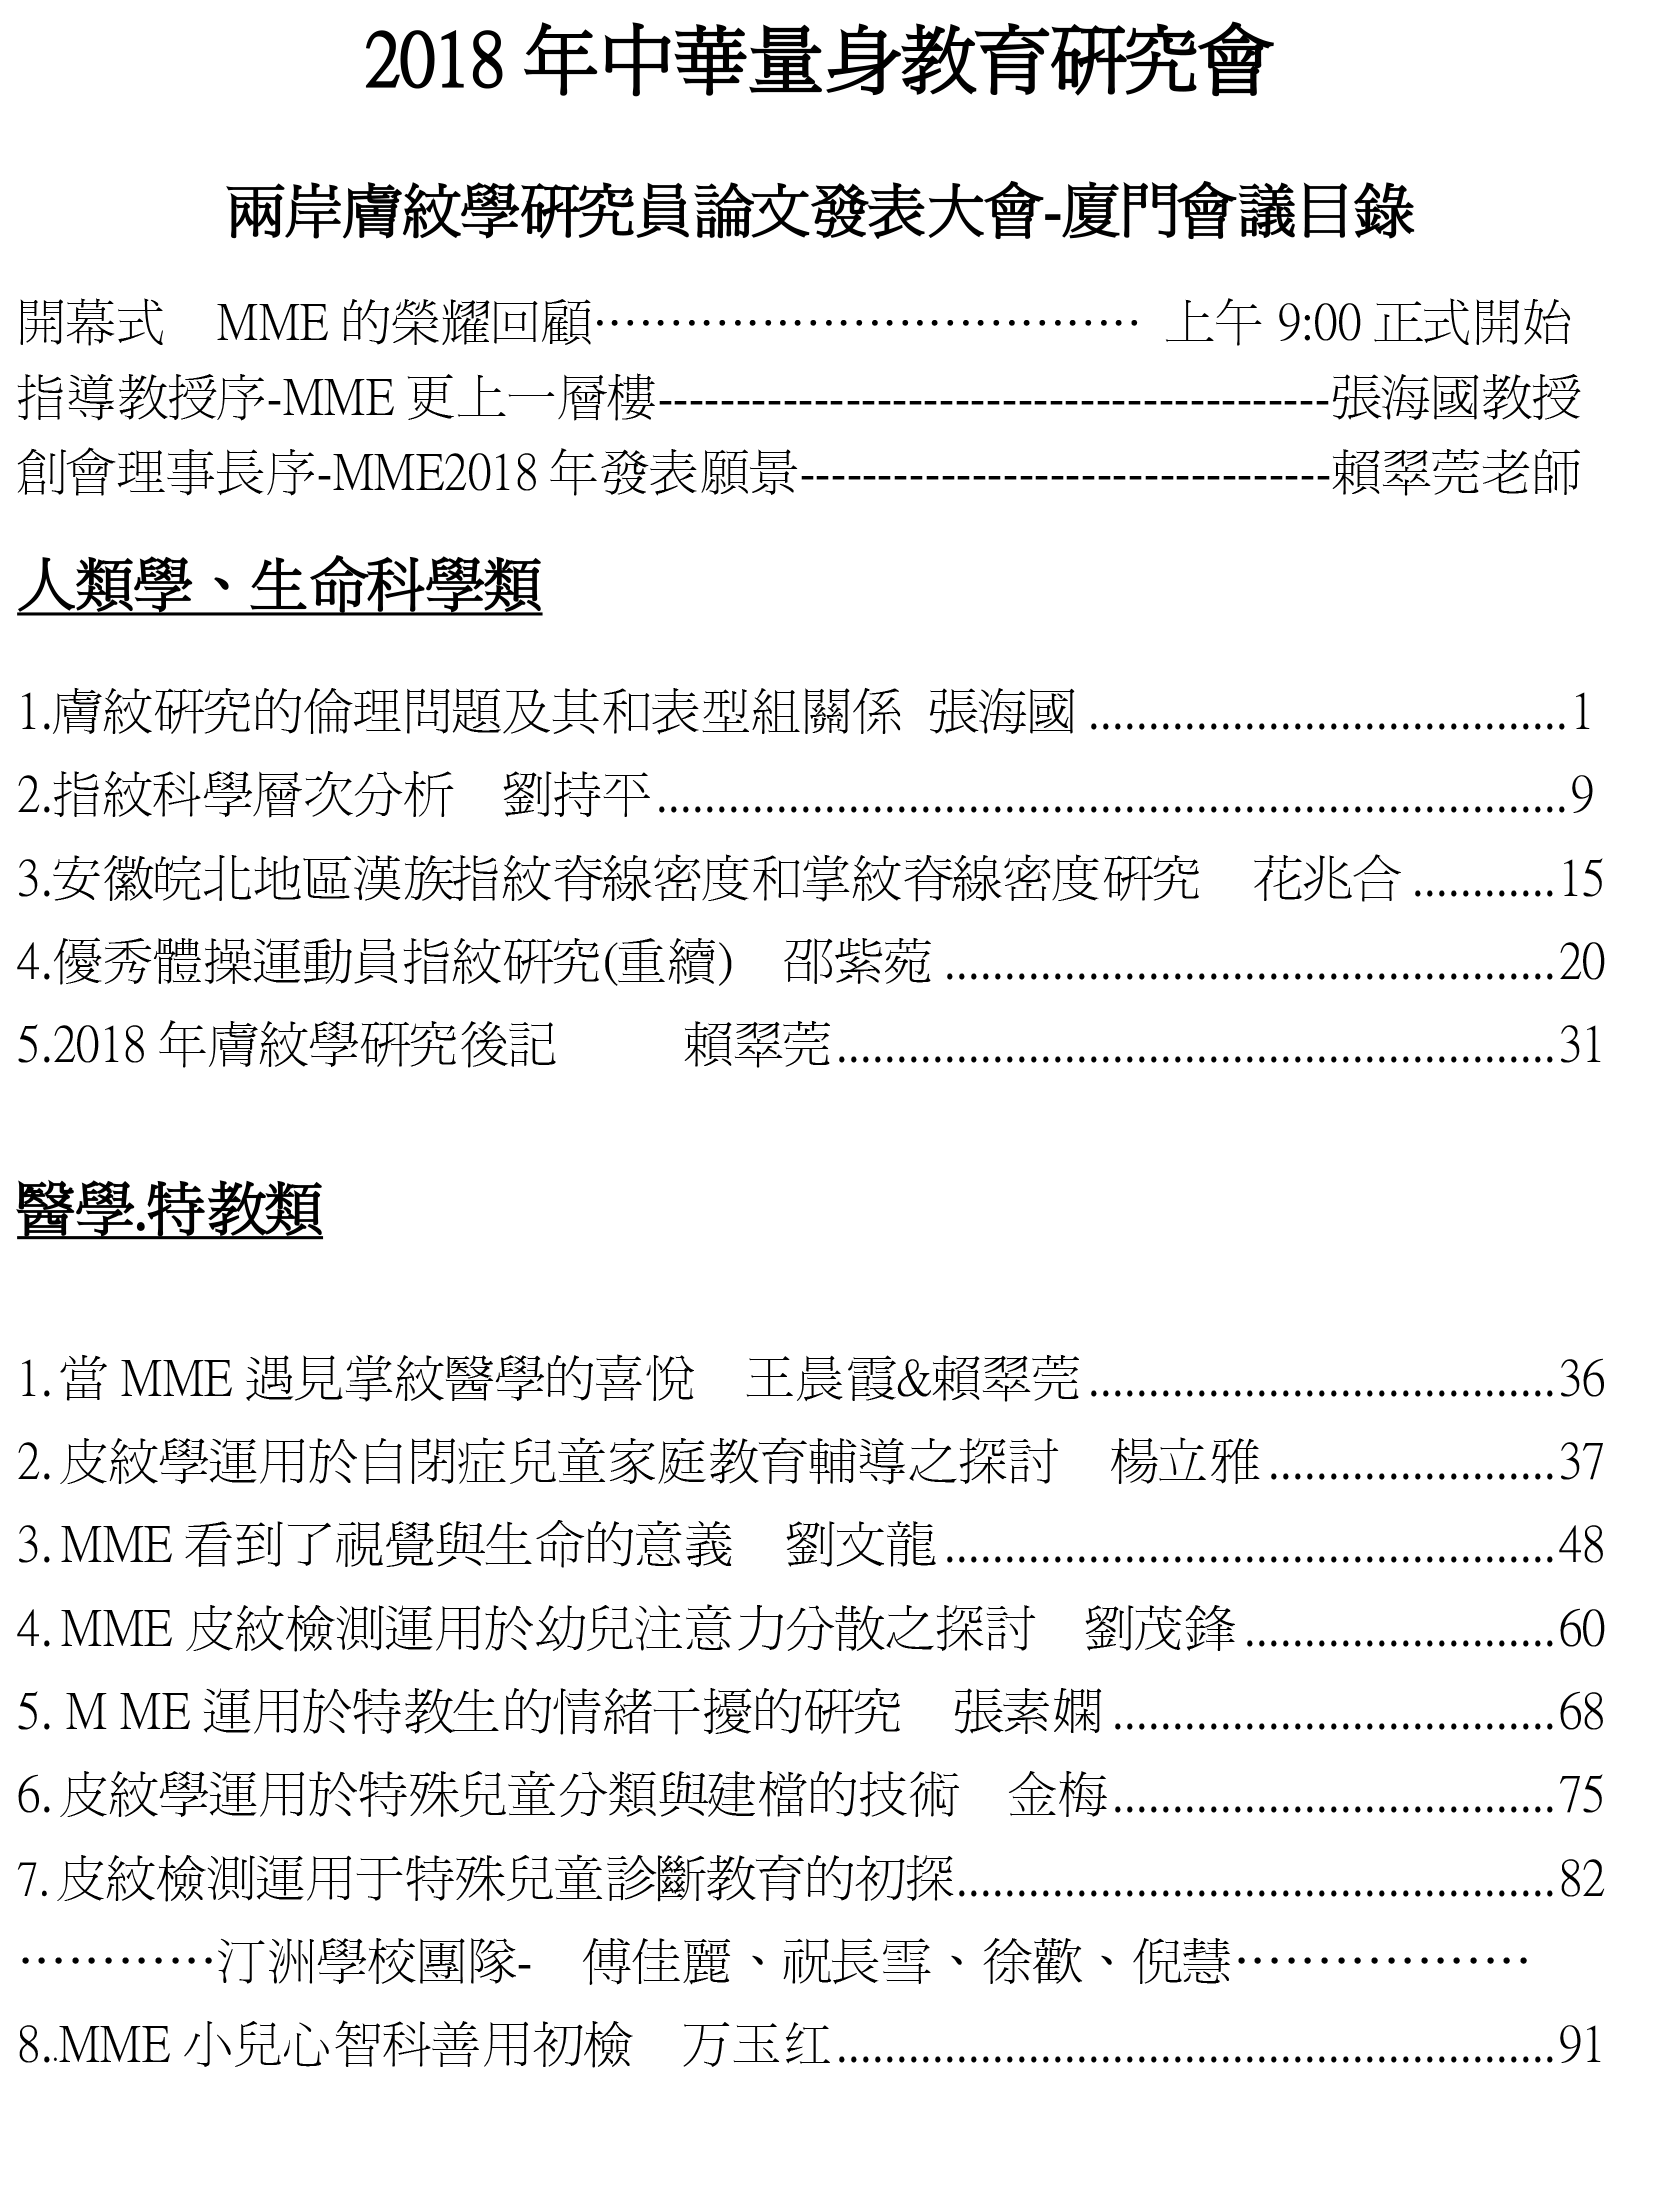 2018 年中華量身教育研究會
兩岸膚紋學研究員論文發表大會-廈門會議目錄
開幕式　MME 的榮耀回顧………………………………… 上午 9:00 正式開始
指導教授序-MME 更上一層樓-------------------------------------------張海國教授
創會理事長序-MME2018 年發表願景----------------------------------賴翠莞老師
人類學、生命科學類
1.膚紋研究的倫理問題及其和表型組關係 張海國 ........................................1
2.指紋科學層次分析　劉持平............................................................................9
3.安徽皖北地區漢族指紋脊線密度和掌紋脊線密度研究　花兆合 ............15
4.優秀體操運動員指紋研究(重續)　邵紫菀 ...................................................20
5.2018 年膚紋學研究後記　　賴翠莞............................................................31
醫學.特教類
1. 當 MME 遇見掌紋醫學的喜悅　王晨霞&賴翠莞 .......................................36
2. 皮紋學運用於自閉症兒童家庭教育輔導之探討　楊立雅 ........................37
3. MME 看到了視覺與生命的意義　劉文龍...................................................48
4. MME 皮紋檢測運用於幼兒注意力分散之探討　劉茂鋒 ..........................60
5. M ME 運用於特教生的情緒干擾的研究　張素嫻 .....................................68
6. 皮紋學運用於特殊兒童分類與建檔的技術　金梅.....................................75
7. 皮紋檢測運用于特殊兒童診斷教育的初探..................................................82
…………汀洲學校團隊-　傅佳麗、祝長雪、徐歡、倪慧………………
8..MME 小兒心智科善用初檢　万玉红............................................................91